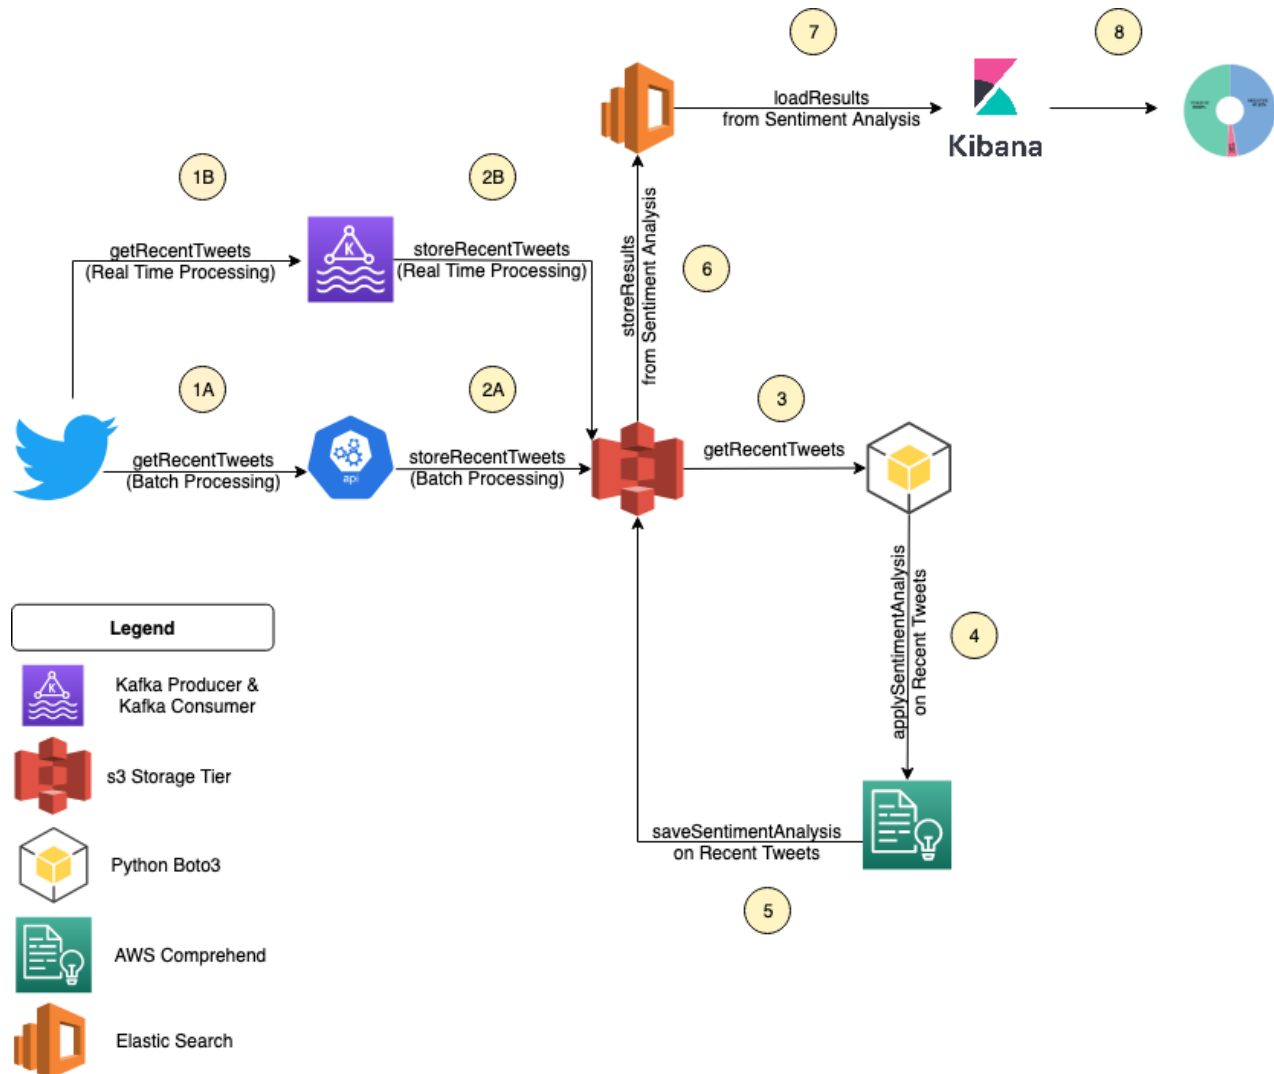 7
8
loadResults
from Sentiment Analysis
Kibana
1B
2B
getRecentTweets
(Real Time Processing)
K
storeRecentTweets
(Real Time Processing)
storeResults
from Sentiment Analysis
6
1A
2A
3
getRecentTweets
(Batch Processing)
api
storeRecentTweets
(Batch Processing)
getRecentTweets
applySentimentAnalysis
on Recent Tweets
4
Legend
K
Kafka Producer &
Kafka Consumer
s3 Storage Tier
saveSentimentAnalysis
on Recent Tweets
5
Python Boto3
AWS Comprehend
Elastic Search